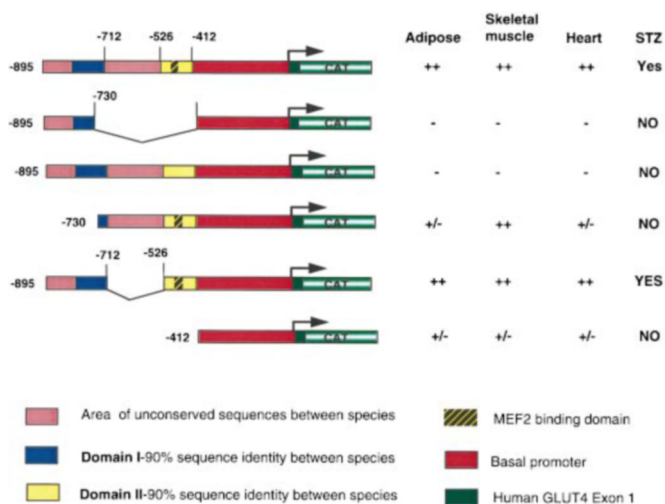 -712 -526 -412
Adipose Skeletal muscle Heart STZ
-895 CAT ++ ++ ++ Yes
-730
-895 CAT - - - NO
-895 CAT - - - NO
-730 CAT +/- ++ +/- NO
-712 -526
-895 CAT ++ ++ ++ YES
-412 CAT +/- +/- +/- NO
Area of unconserved sequences between species
MEF2 binding domain
Domain I-90% sequence identity between species
Basal promoter
Domain II-90% sequence identity between species
Human GLUT4 Exon 1